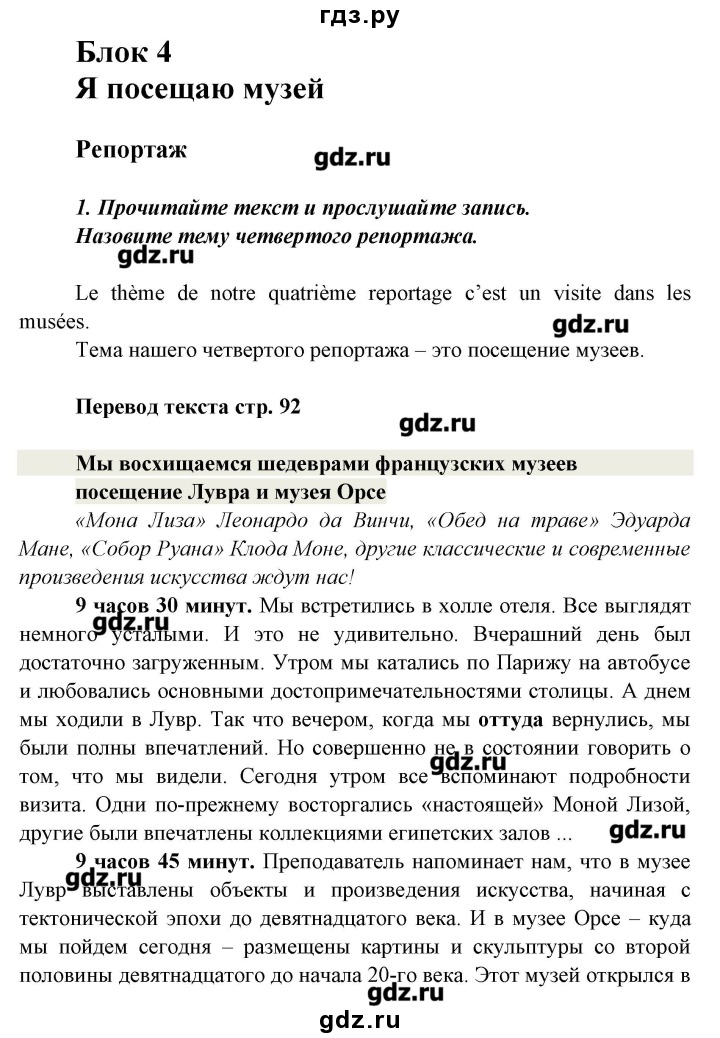 гдз.ру
Блок 4
Я посещаю музей
Репортаж
gdz.ru
1. Прочитайте текст и прослушайте запись.
Назовите тему четвертого репортажа.
gdz.ru
Le thème de notre quatrième reportage c’est un visite dans les
musées.
gdz.ru
Тема нашего четвертого репортажа – это посещение музеев.
Перевод текста стр. 92
gdz.ru
Мы восхищаемся шедеврами французских музеев
посещение Лувра и музея Орсе
«Мона Лиза» Леонардо да Винчи, «Обед на траве» Эдуарда
Мане, «Собор Руана» Клода Моне, другие классические и современные
произведения искусства ждут нас!
9 часов 30 минут. Мы встретились в холле отеля. Все выглядят
gdz.ru
немного усталыми. И это не удивительно. Вчерашний день был
достаточно загруженным. Утром мы катались по Парижу на автобусе
и любовались основными достопримечательностями столицы. А днем
мы ходили в Лувр. Так что вечером, когда мы оттуда вернулись, мы
были полны впечатлений. Но совершенно не в состоянии говорить о
gdz.ru
том, что мы видели. Сегодня утром все вспоминают подробности
визита. Одни по-прежнему восторгались «настоящей» Моной Лизой,
другие были впечатлены коллекциями египетских залов ...
gdz.ru
9 часов 45 минут. Преподаватель напоминает нам, что в музее
gdz.ru
Лувр выставлены объекты и произведения искусства, начиная с
тектонической эпохи до девятнадцатого века. И в музее Орсе – куда
мы пойдем сегодня – размещены картины и скульптуры со второй
половины девятнадцатого до начала 20-го века. Этот музей открылся в
gdz.ru
gdz.ru